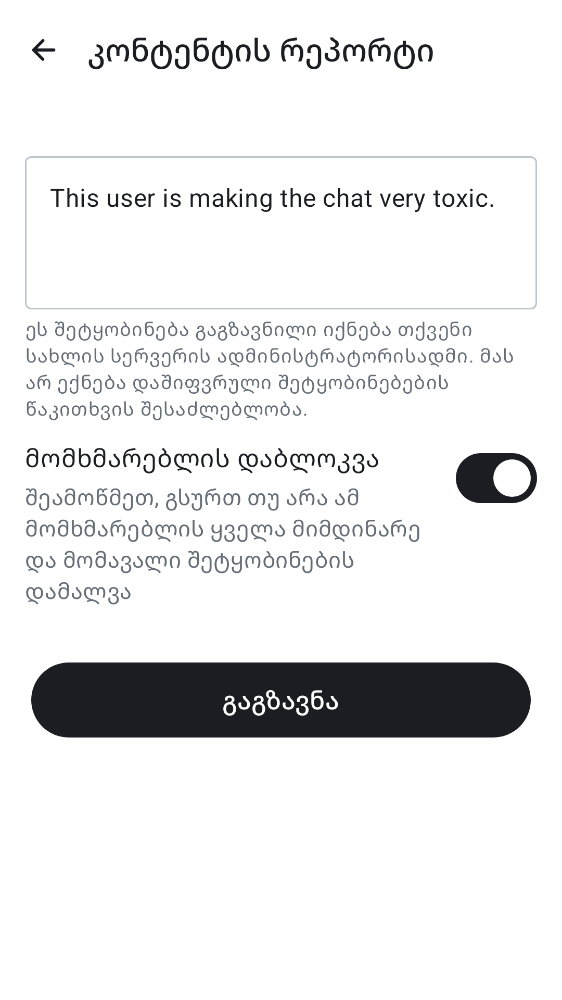 კონტენტის რეპორტი
This user is making the chat very toxic.
ეს შეტყობინება გაგზავნილი იქნება თქვენი
სახლის სერვერის ადმინისტრატორისადმი. მას
არ ექნება დაშიფვრული შეტყობინებების
წაკითხვის შესაძლებლობა.
მომხმარებლის დაბლოკვა
შეამოწმეთ, გსურთ თუ არა ამ
მომხმარებლის ყველა მიმდინარე
და მომავალი შეტყობინების
დამალვა
გაგზავნა